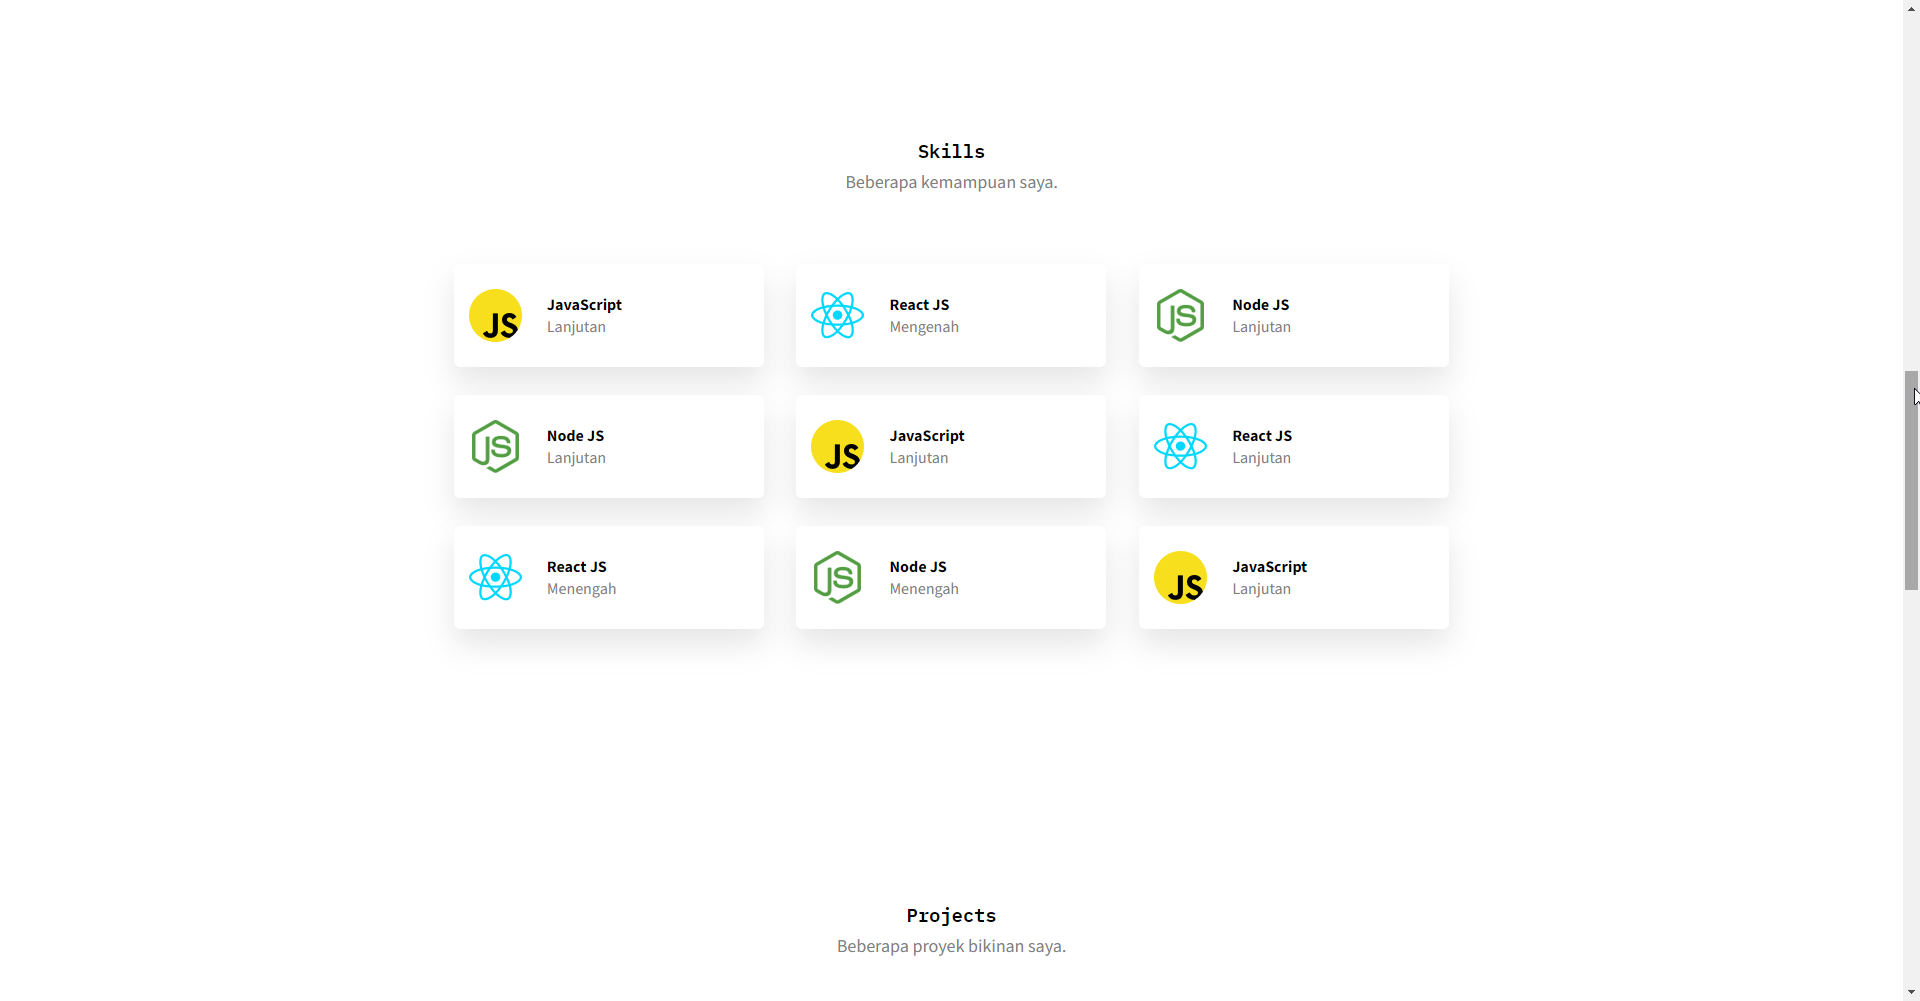 Skills
Beberapa kemampuan saya.
JS
JavaScript
Lanjutan
React JS
Mengenah
JS
Node JS
Lanjutan
JS
Node JS
Lanjutan
JS
JavaScript
Lanjutan
React JS
Lanjutan
React JS
Menengah
JS
Node JS
Menengah
JS
JavaScript
Lanjutan
Projects
Beberapa proyek bikinan saya.